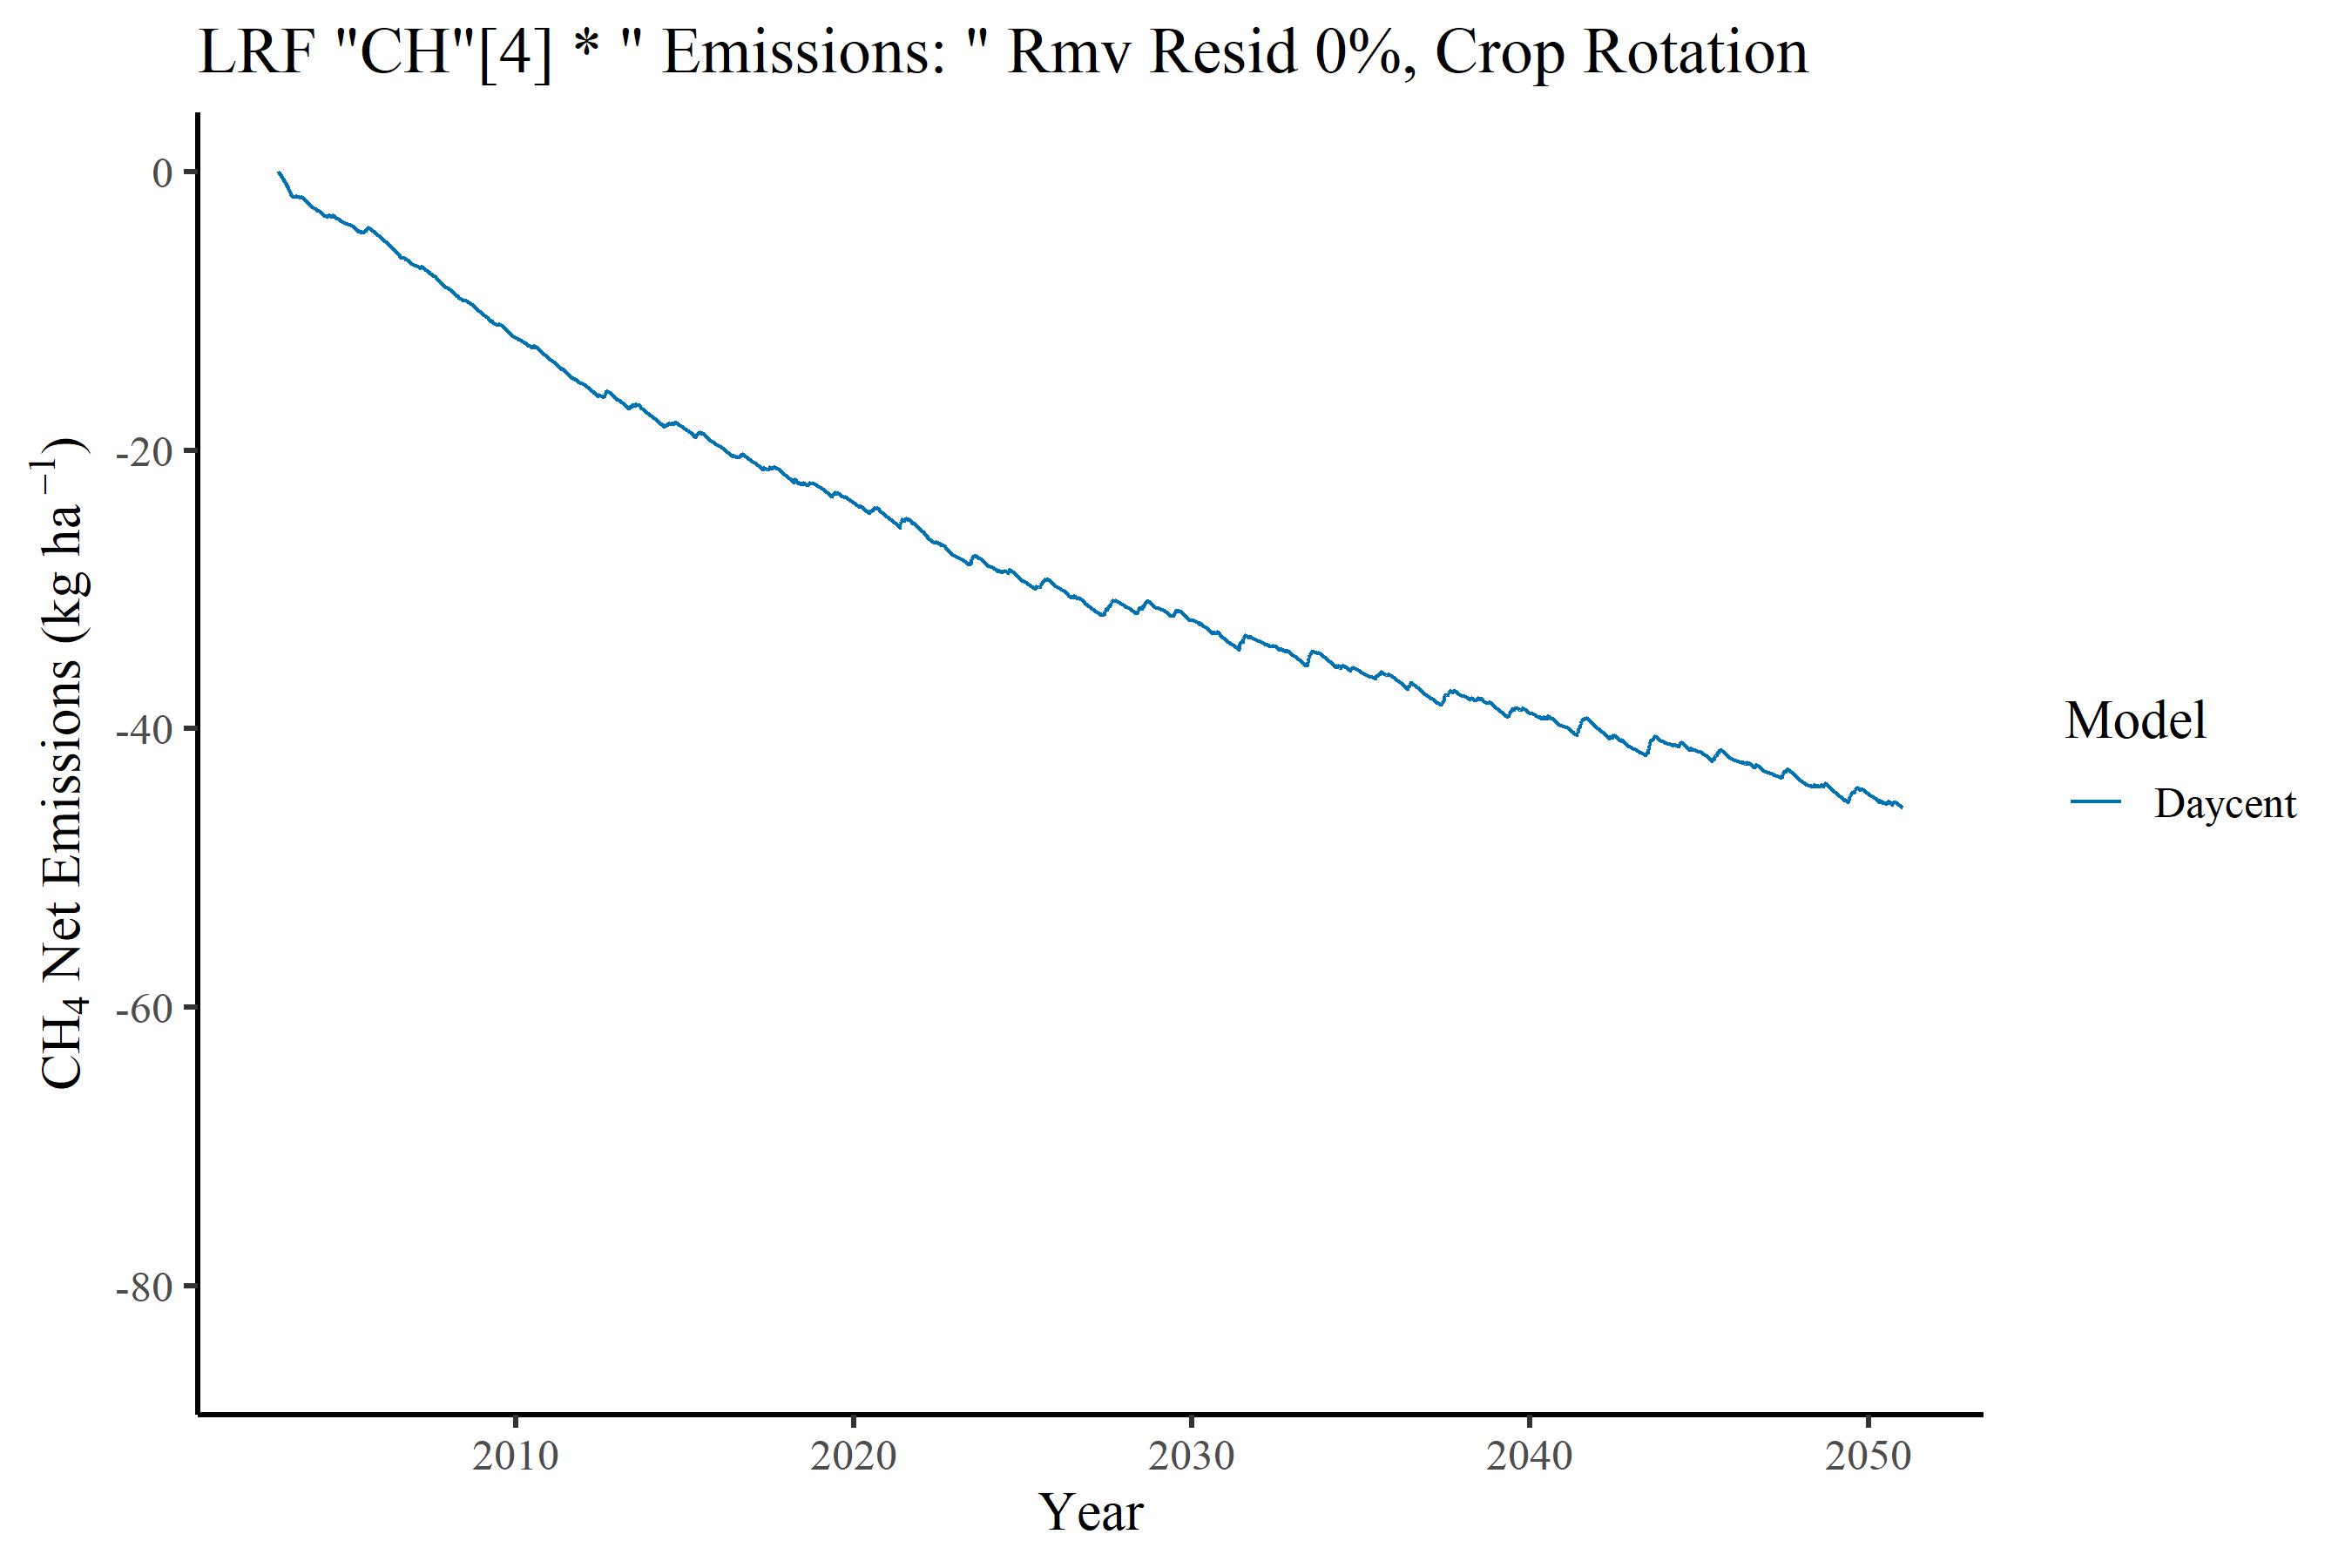 LRF "CH"[4] * " Emissions: " Rmv Resid 0%, Crop Rotation
CH₄ Net Emissions (kg ha ⁻¹)
0
-20
-40
-60
-80
2010 2020 2030 2040 2050
Year
Model
Daycent